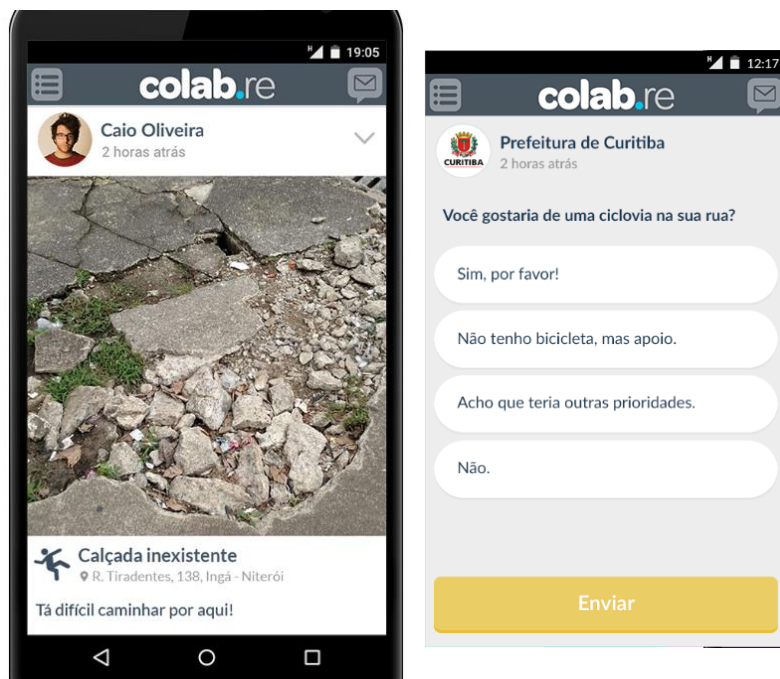 19:05
colab.re
Caio Oliveira
2 horas atrás
Calçada inexistente
R. Tiradentes, 138, Ingá - Niterói
Tá difícil caminhar por aqui!
H
12:17
colab.re
CURITIBA
Prefeitura de Curitiba
2 horas atrás
Você gostaria de uma ciclovia na sua rua?
Sim, por favor!
Não tenho bicicleta, mas apoio.
Acho que teria outras prioridades.
Não.
Enviar